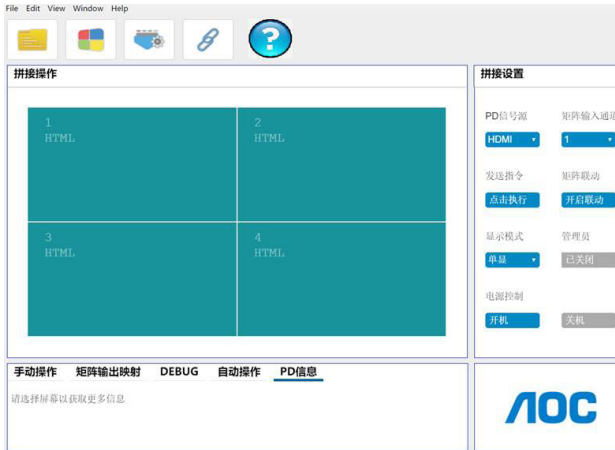 File Edit View Window Help
拼接操作
1
HTML
2
HTML
3
HTML
4
HTML
拼接设置
PD信号源 矩阵输入通道
HDMI 1
发送指令 矩阵联动
点击执行 开启联动
显示模式 管理员
单显 已关闭
电源控制
开机 关机
手动操作 矩阵输出映射 DEBUG 自动操作 PD信息
请选择屏幕以获取更多信息
AOC